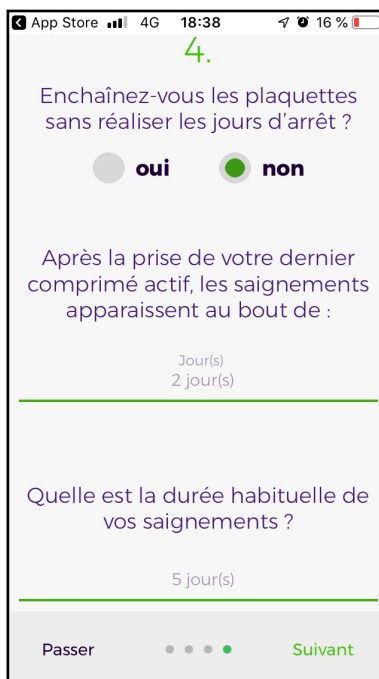 App Store 4G 18:38 16 %
4.
Enchaînez-vous les plaquettes
sans réaliser les jours d'arrêt ?
oui non
Après la prise de votre dernier
comprimé actif, les saignements
apparaissent au bout de :
Jour(s)
2 jour(s)
Quelle est la durée habituelle de
vos saignements ?
5 jour(s)
Passer Suivant